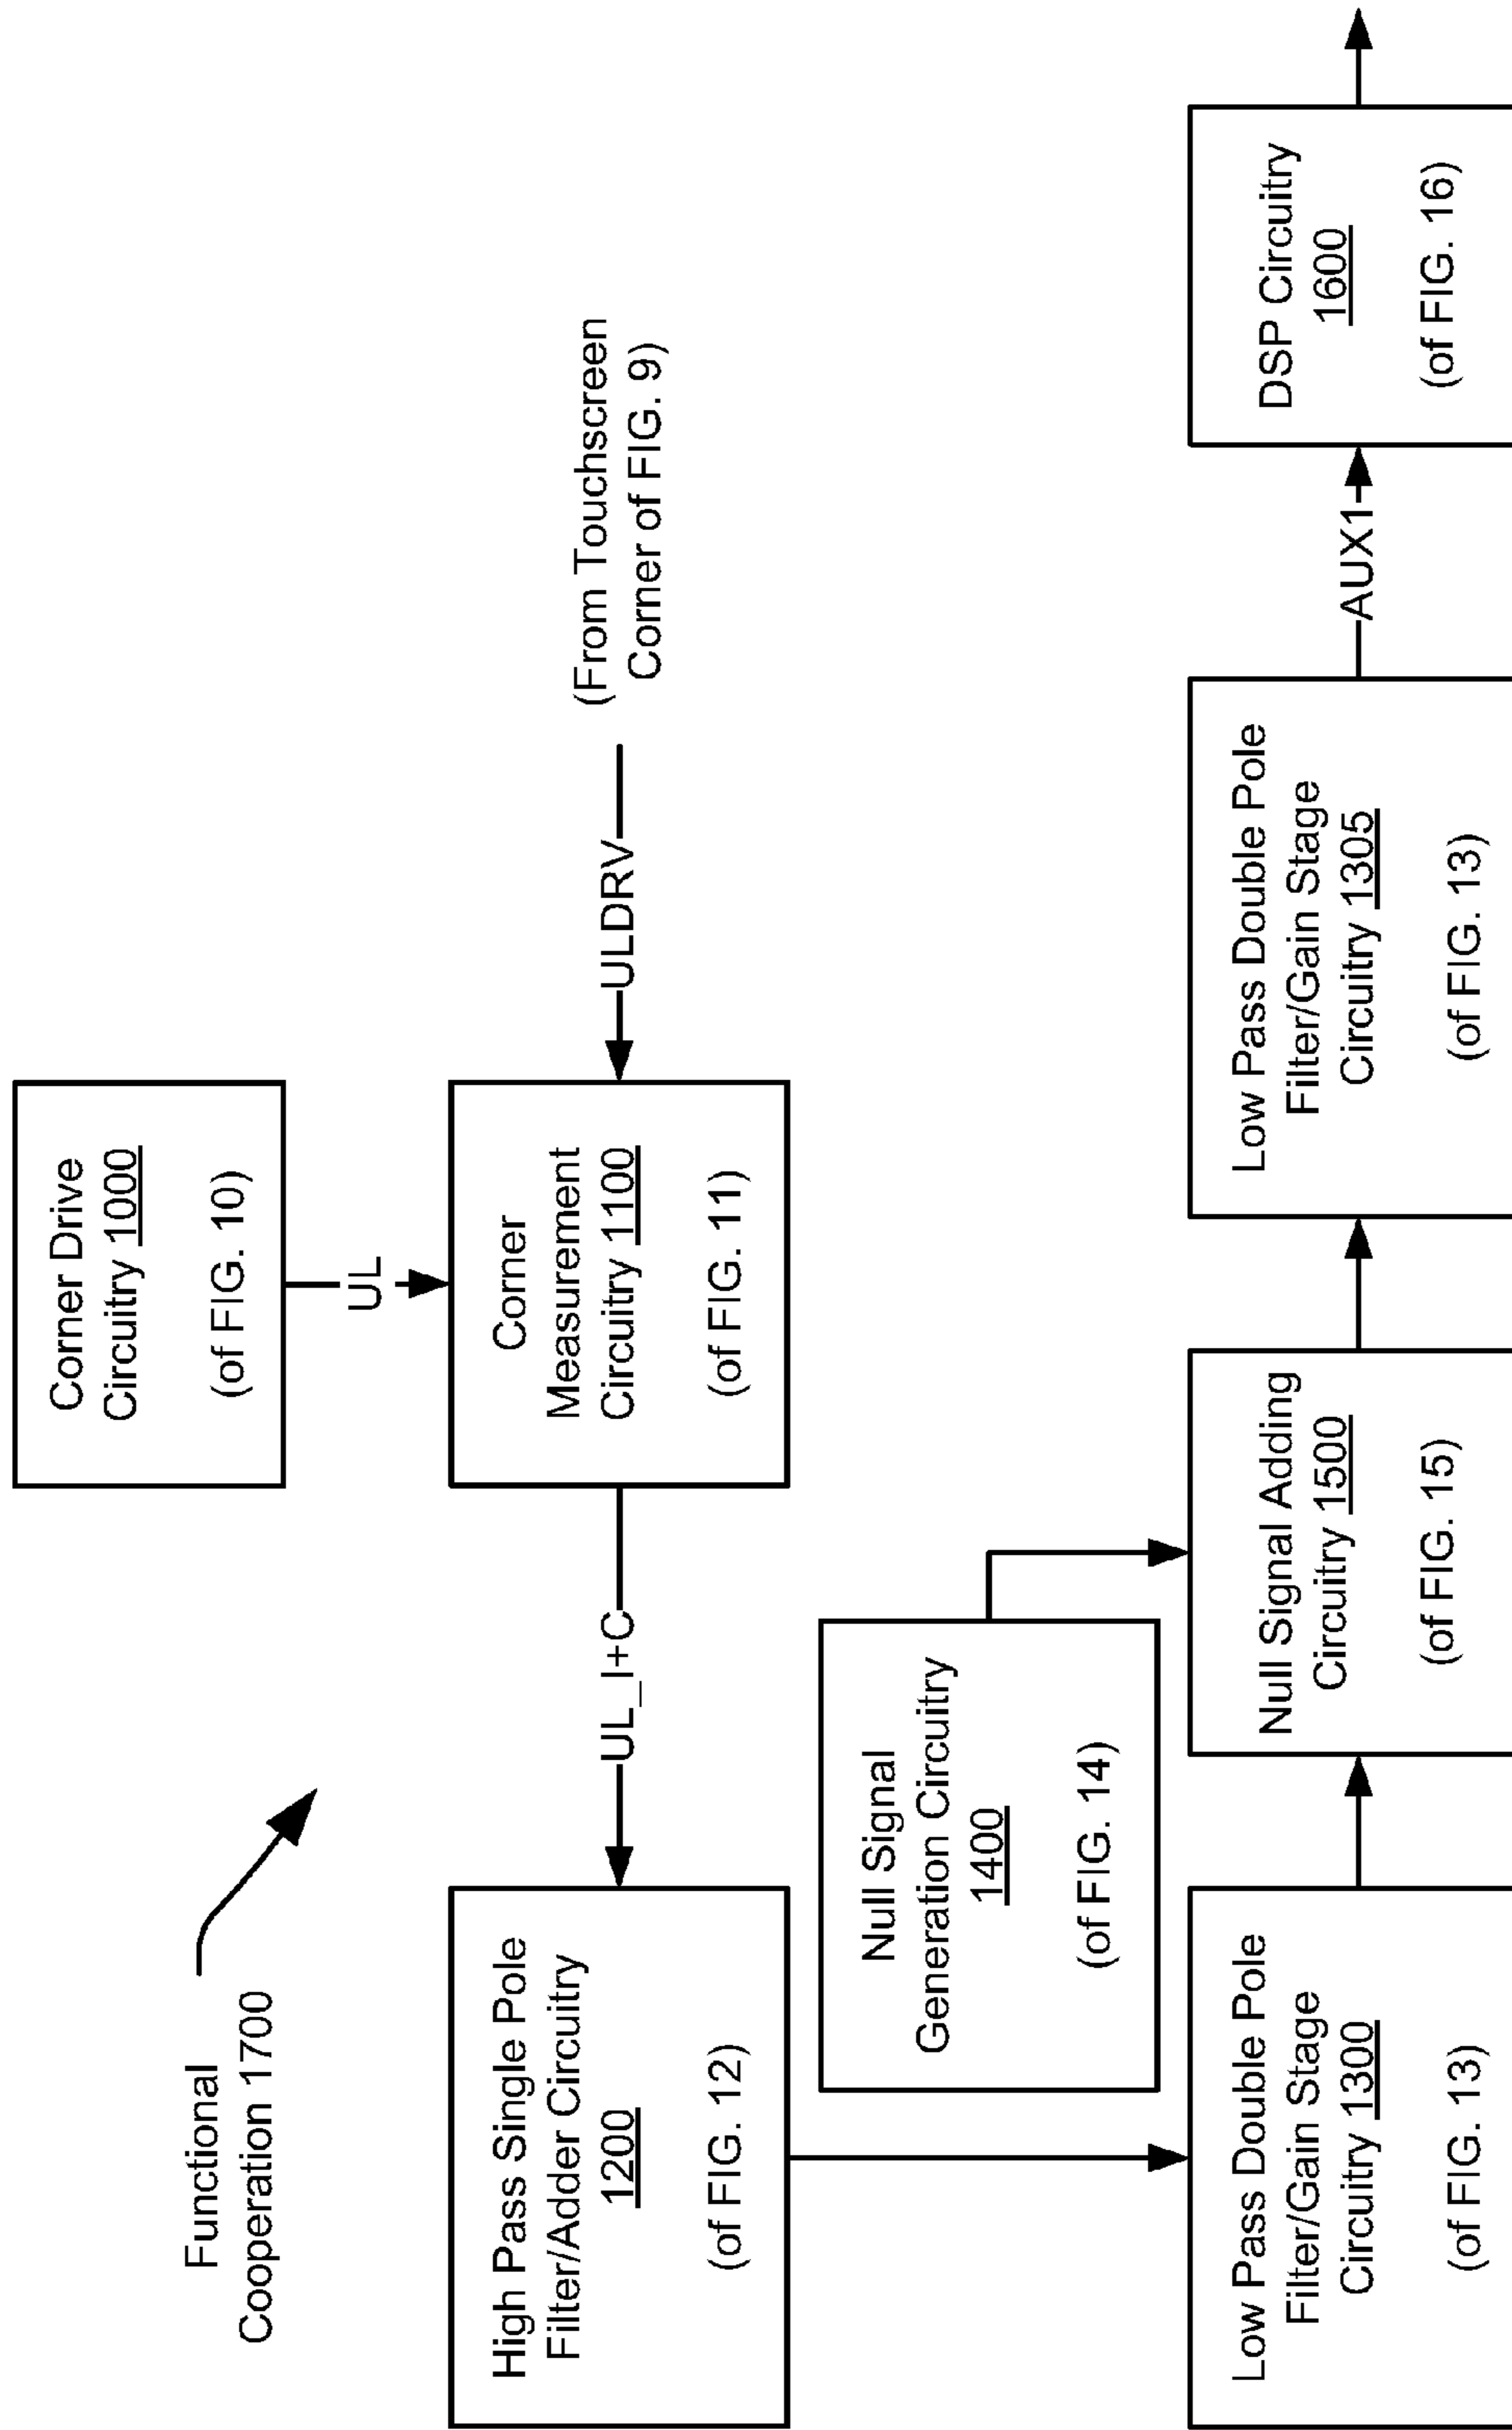 Functional
Cooperation 1700
Corner Drive
Circuitry 1000
(of FIG. 10)
UL
High Pass Single Pole
Filter/Adder Circuitry
1200
(of FIG. 12)
UL_I+C
Corner
Measurement
Circuitry 1100
(of FIG. 11)
ULDRV
(From Touchscreen
Corner of FIG. 9)
Null Signal
Generation Circuitry
1400
(of FIG. 14)
Low Pass Double Pole
Filter/Gain Stage
Circuitry 1300
(of FIG. 13)
Null Signal Adding
Circuitry 1500
(of FIG. 15)
Low Pass Double Pole
Filter/Gain Stage
Circuitry 1305
(of FIG. 13)
AUX1
DSP Circuitry
1600
(of FIG. 16)